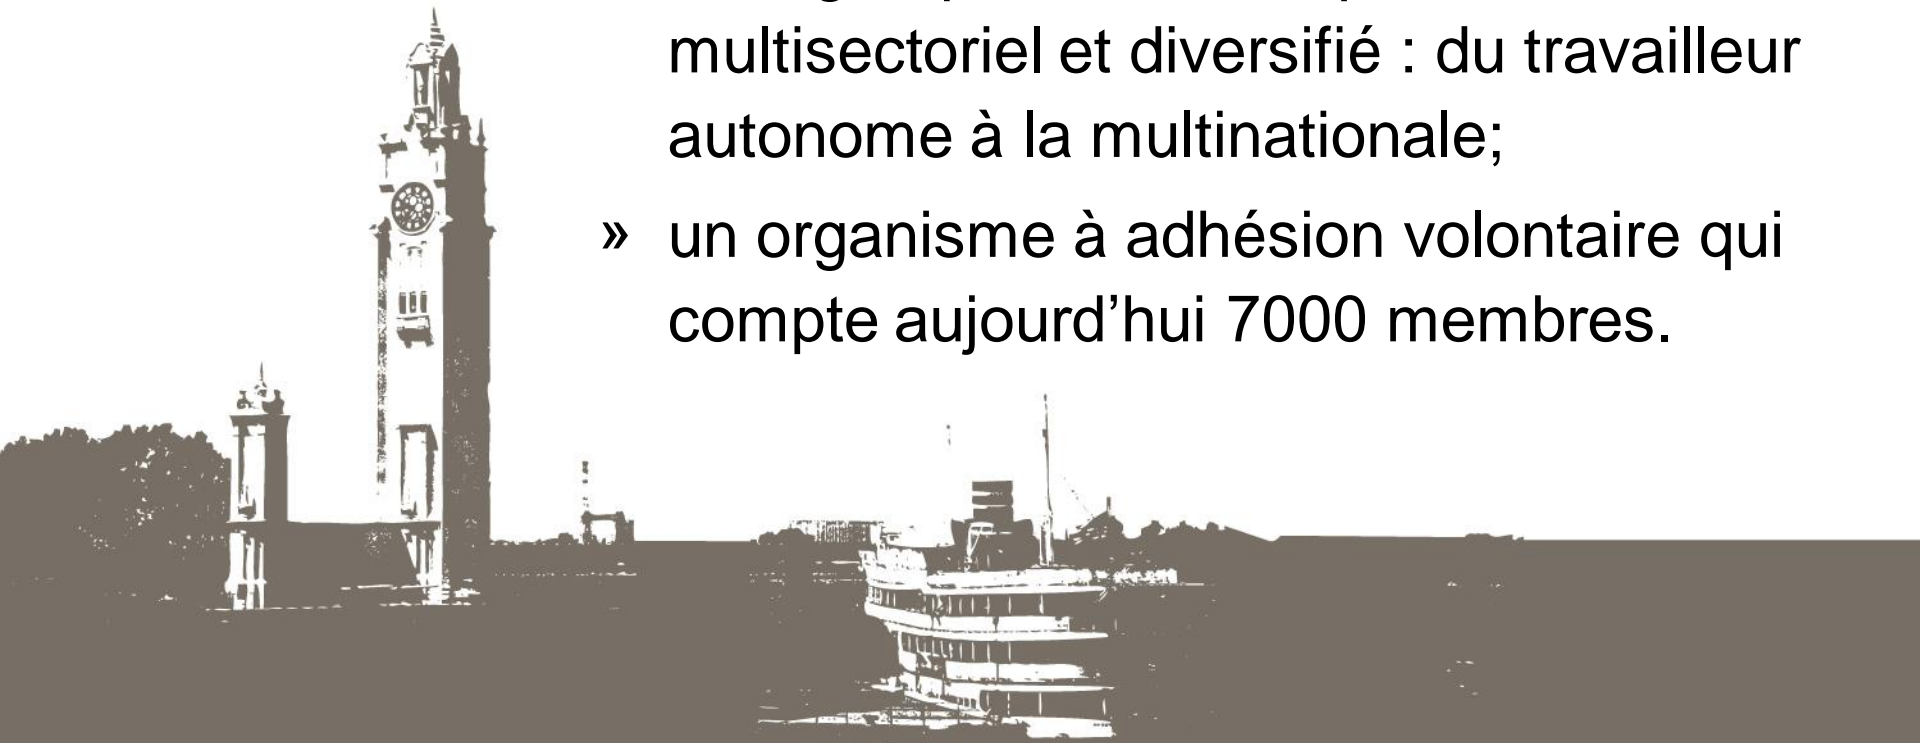 multisectoriel et diversifié : du travailleur
autonome à la multinationale;
» un organisme à adhésion volontaire qui
compte aujourd’hui 7000 membres.